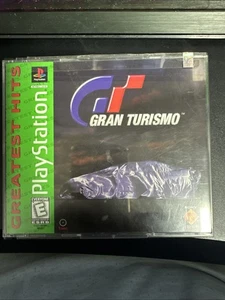 GREATEST HITS
PlayStation
GT
GRAN TURISMO
E